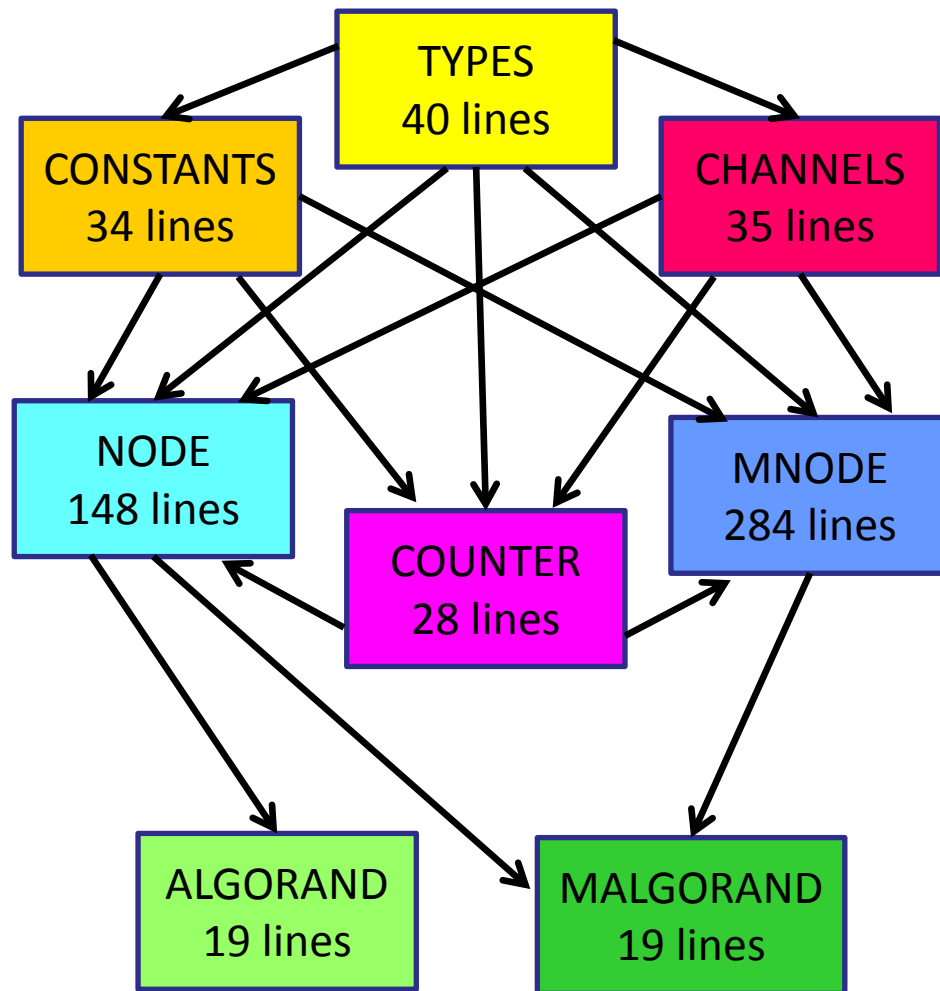 TYPES
40 lines
CONSTANTS
34 lines
CHANNELS
35 lines
NODE
148 lines
MNODE
284 lines
COUNTER
28 lines
ALGORAND
19 lines
MALGORAND
19 lines